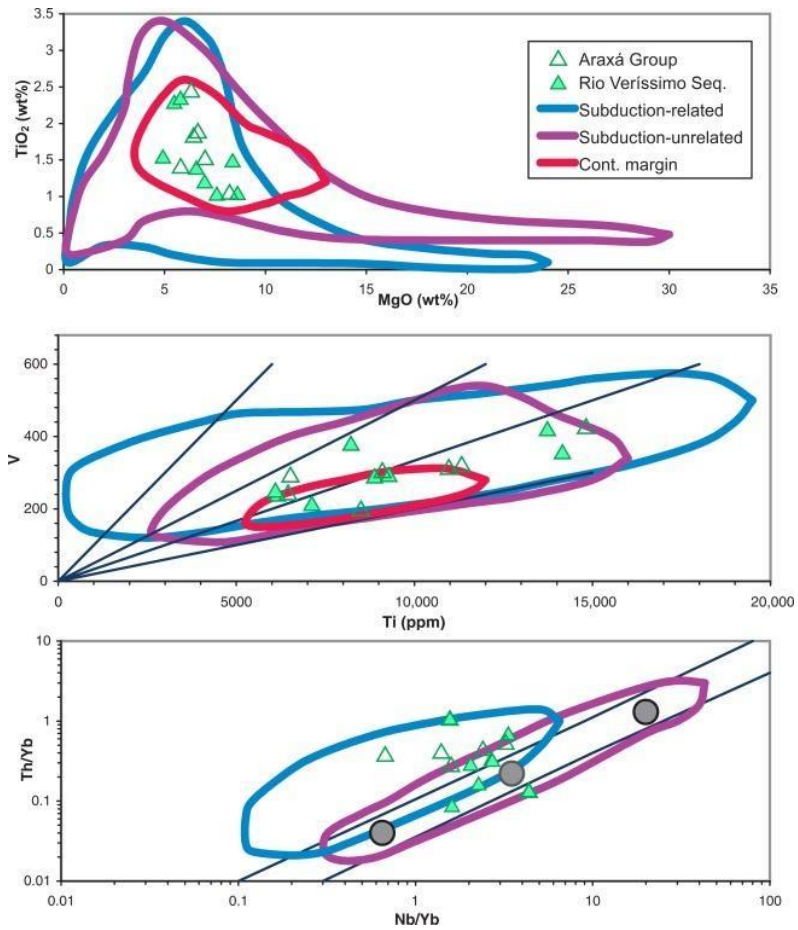 3.5
3
2.5
2
1.5
1
0.5
0
TiO₂ (wt%)
Araxá Group
Rio Veríssimo Seq.
Subduction-related
Subduction-unrelated
Cont. margin
0 5 10 15 20 25 30 35
MgO (wt%)
600
400
200
0
V
0 5000 10,000 15,000 20,000
Ti (ppm)
10
1
0.1
0.01
Th/Yb
0.01 0.1 1 10 100
Nb/Yb